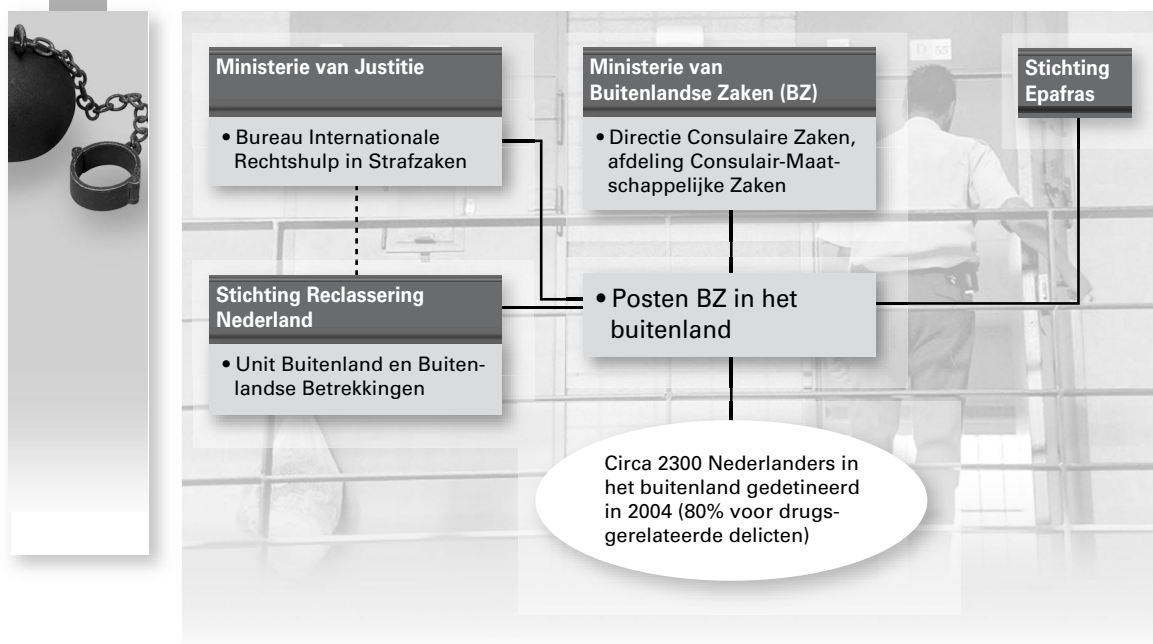 Ministerie van Justitie
• Bureau Internationale
Rechtshulp in Strafzaken
Ministerie van
Buitenlandse Zaken (BZ)
• Directie Consulaire Zaken,
afdeling Consulair-Maat-
schappelijke Zaken
D 55
Stichting
Epafras
Stichting Reclassering
Nederland
• Unit Buitenland en Buiten-
landse Betrekkingen
• Posten BZ in het
buitenland
Circa 2300 Nederlanders in
het buitenland gedetineerd
in 2004 (80% voor drugs-
gerelateerde delicten)